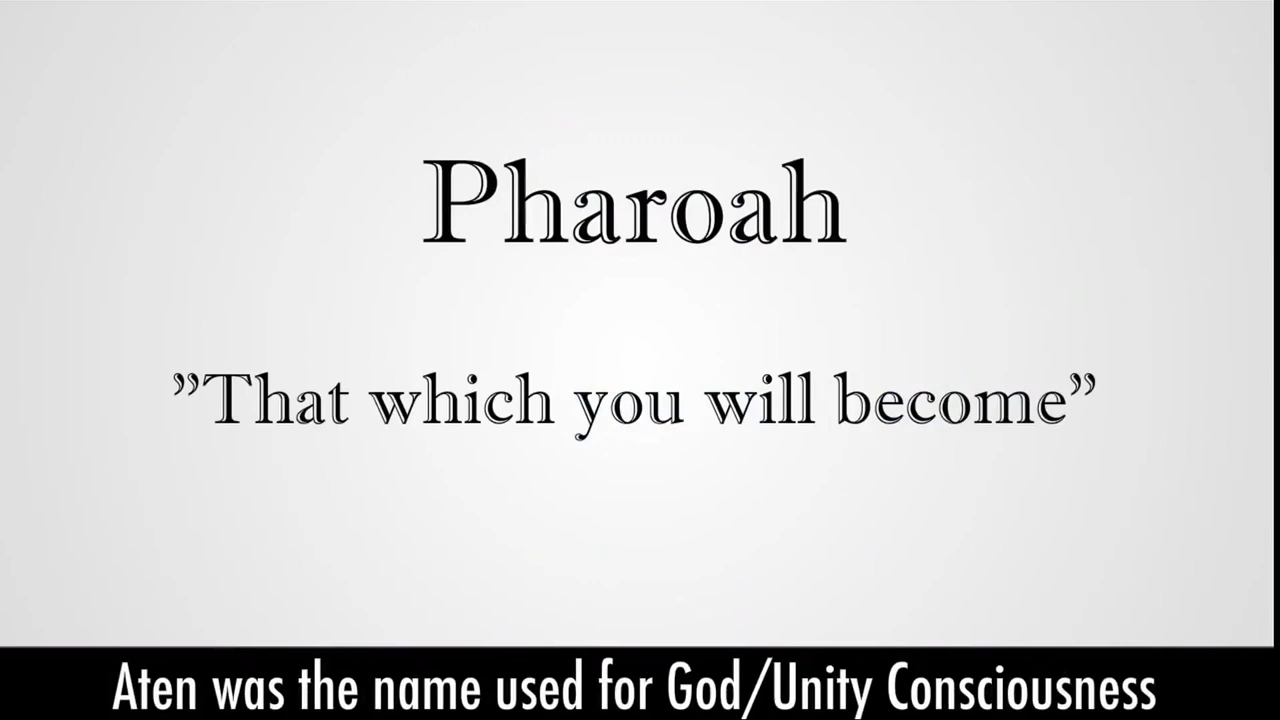 Pharoah
”That which you will become”
Aten was the name used for God/Unity Consciousness